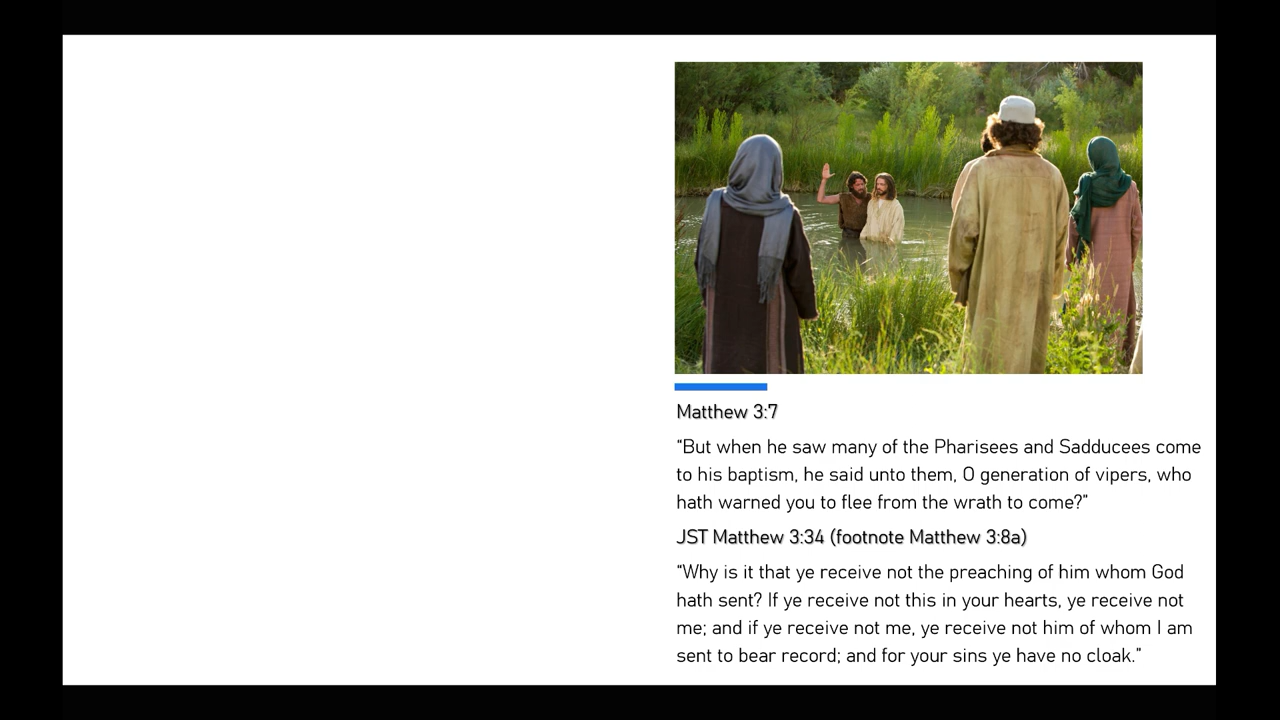 Matthew 3:7
“But when he saw many of the Pharisees and Sadducees come
to his baptism, he said unto them, O generation of vipers, who
hath warned you to flee from the wrath to come?”
JST Matthew 3:34 (footnote Matthew 3:8a)
“Why is it that ye receive not the preaching of him whom God
hath sent? If ye receive not this in your hearts, ye receive not
me; and if ye receive not me, ye receive not him of whom I am
sent to bear record; and for your sins ye have no cloak.”